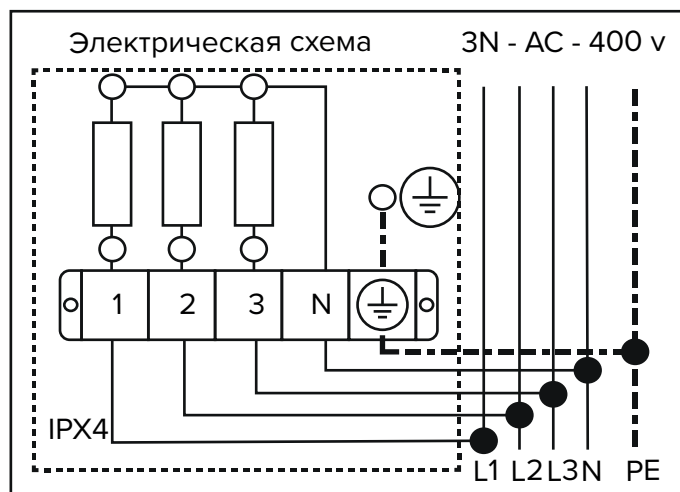 Электрическая схема
3N - AC - 400 v
1 2 3 N
IPX4
L1 L2 L3 N PE